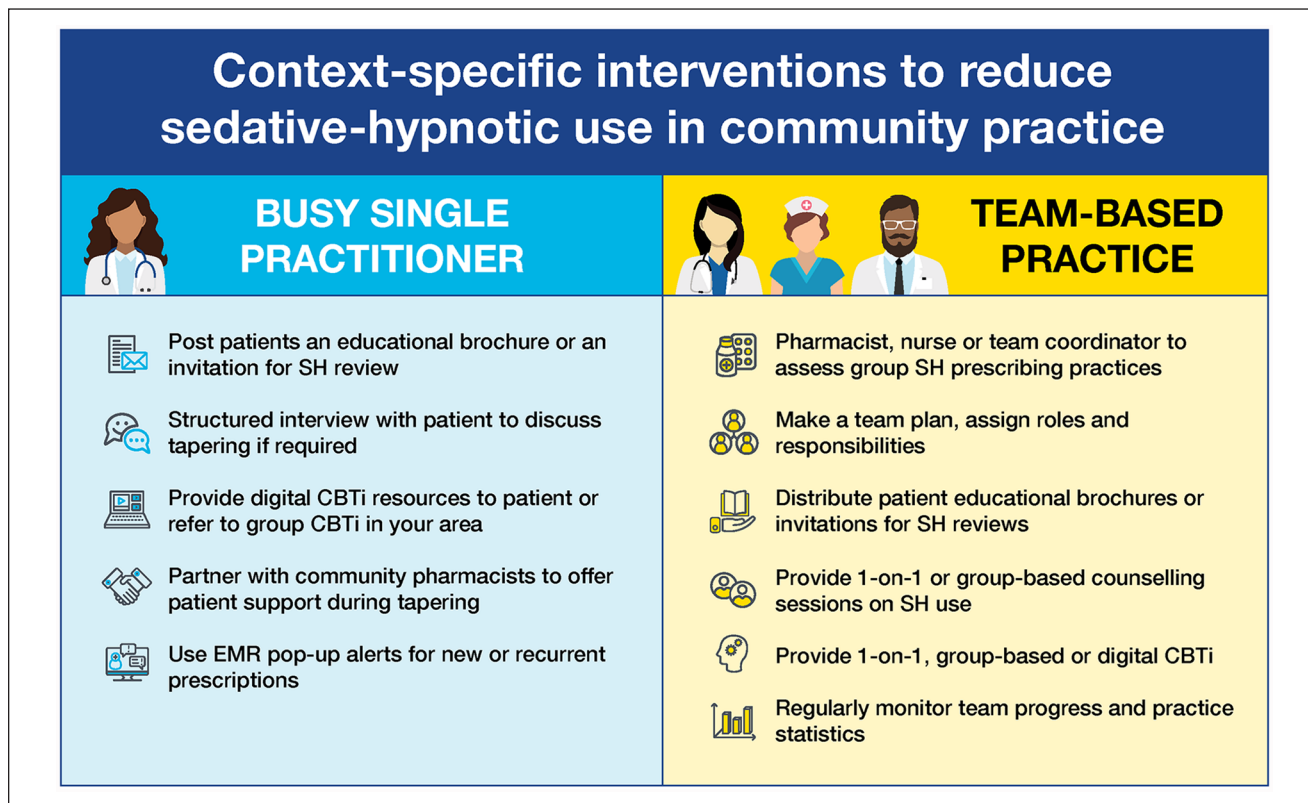 Context-specific interventions to reduce
sedative-hypnotic use in community practice
BUSY SINGLE
PRACTITIONER
Post patients an educational brochure or an
invitation for SH review
Structured interview with patient to discuss
tapering if required
Provide digital CBTi resources to patient or
refer to group CBTi in your area
Partner with community pharmacists to offer
patient support during tapering
Use EMR pop-up alerts for new or recurrent
prescriptions
TEAM-BASED
PRACTICE
Pharmacist, nurse or team coordinator to
assess group SH prescribing practices
Make a team plan, assign roles and
responsibilities
Distribute patient educational brochures or
invitations for SH reviews
Provide 1-on-1 or group-based counselling
sessions on SH use
Provide 1-on-1, group-based or digital CBTi
Regularly monitor team progress and practice
statistics